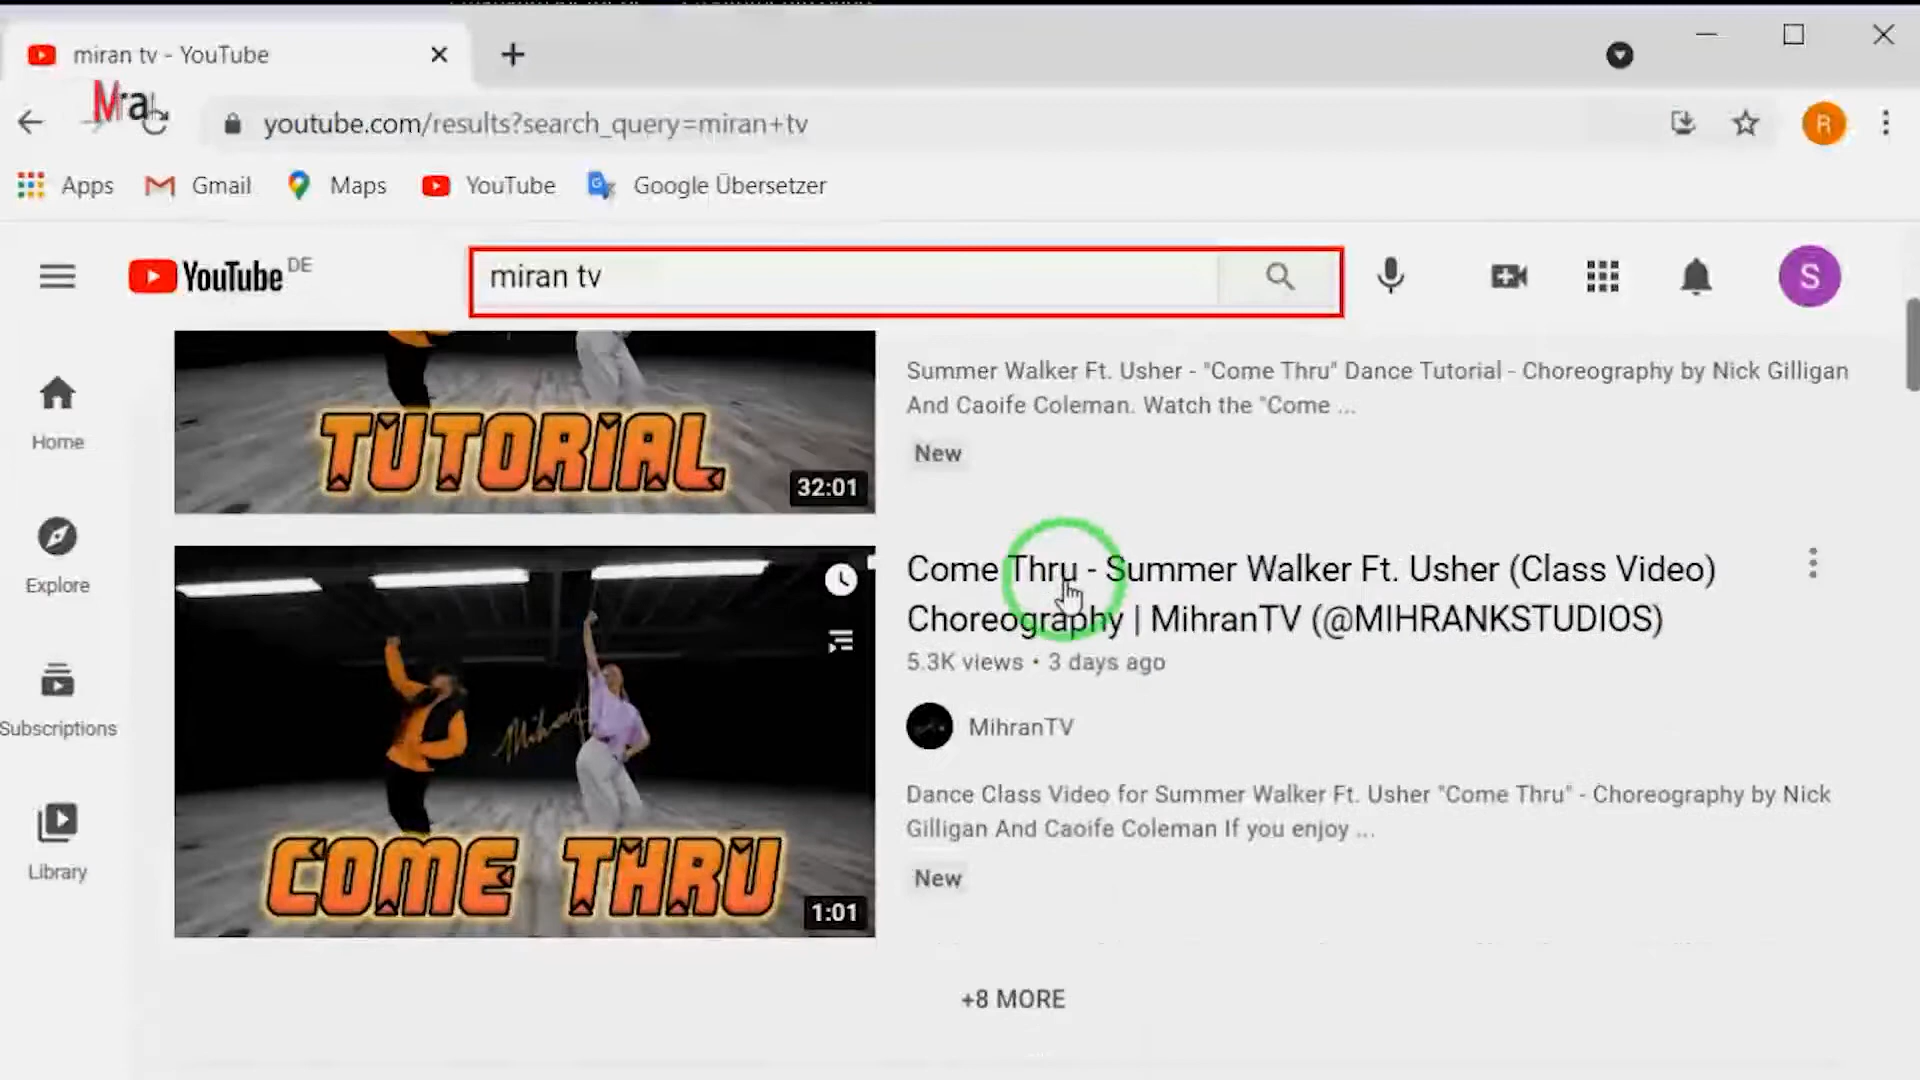 miran tv - YouTube
Mra
youtube.com/results?search_query=miran+tv
R
Apps Gmail Maps YouTube Google Übersetzer
YouTube DE
miran tv
S
Home
Explore
Subscriptions
Library
TUTORIAL
32:01
Summer Walker Ft. Usher - "Come Thru" Dance Tutorial - Choreography by Nick Gilligan
And Caoife Coleman. Watch the "Come ...
New
Mihran
COME THRU
1:01
Come Thru - Summer Walker Ft. Usher (Class Video)
Choreography | MihranTV (@MIHRANKSTUDIOS)
5.3K views • 3 days ago
MihranTV
Dance Class Video for Summer Walker Ft. Usher "Come Thru" - Choreography by Nick
Gilligan And Caoife Coleman If you enjoy ...
New
+8 MORE